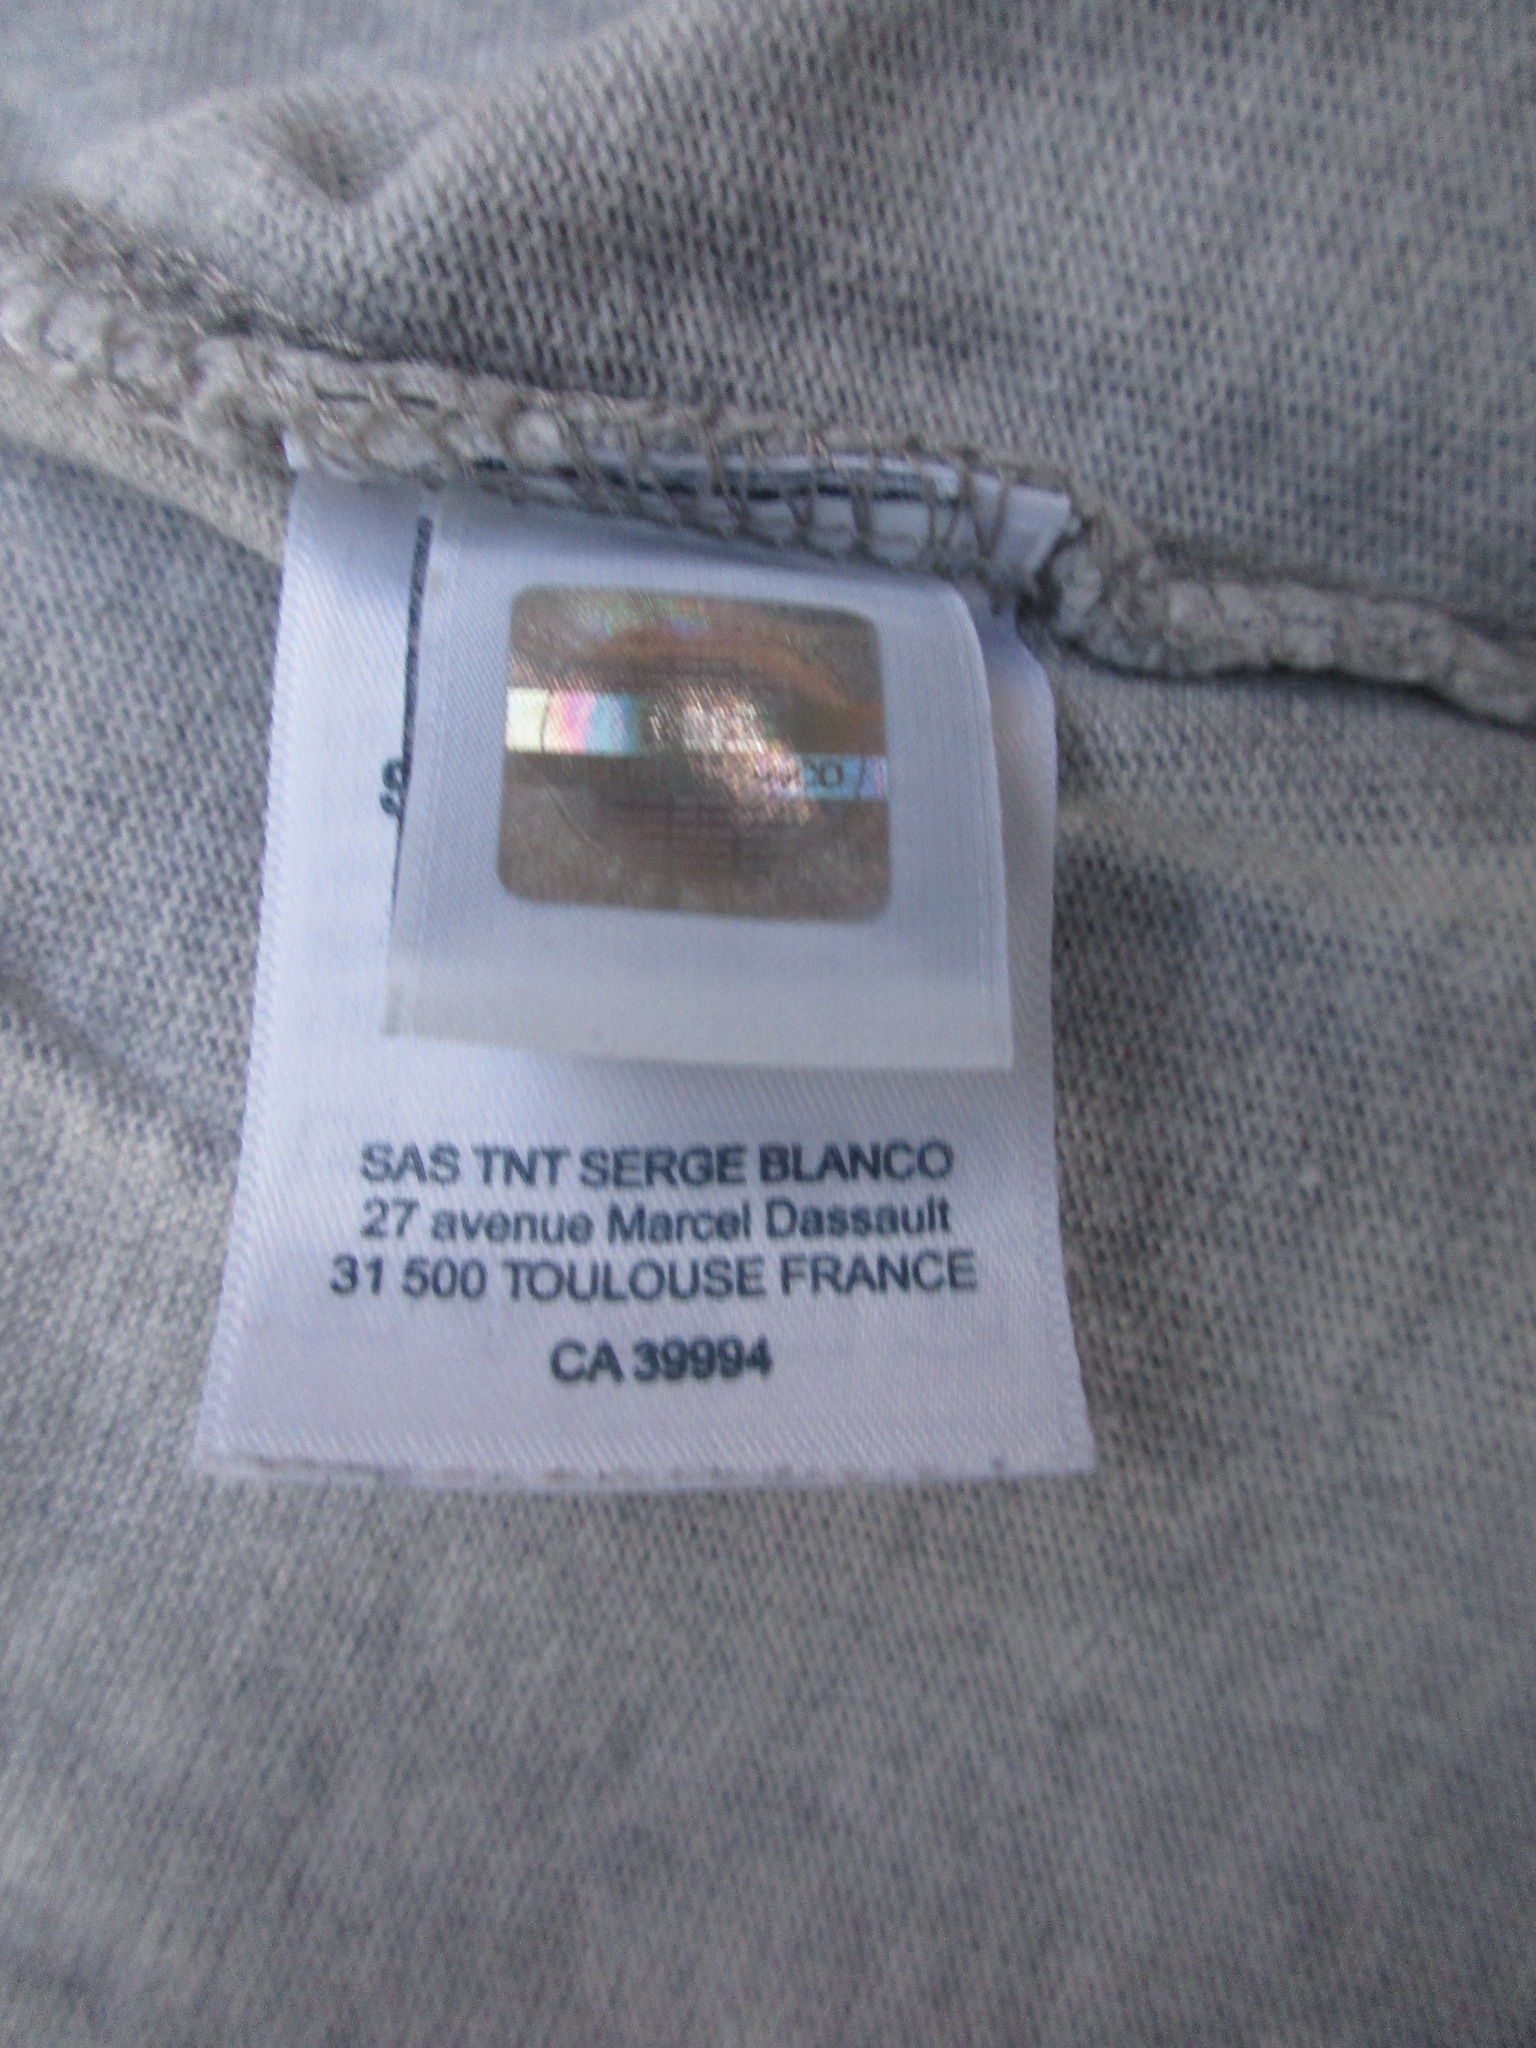 SAS TNT SERGE BLANCO
27 avenue Marcel Dassault
31 500 TOULOUSE FRANCE
CA 39994